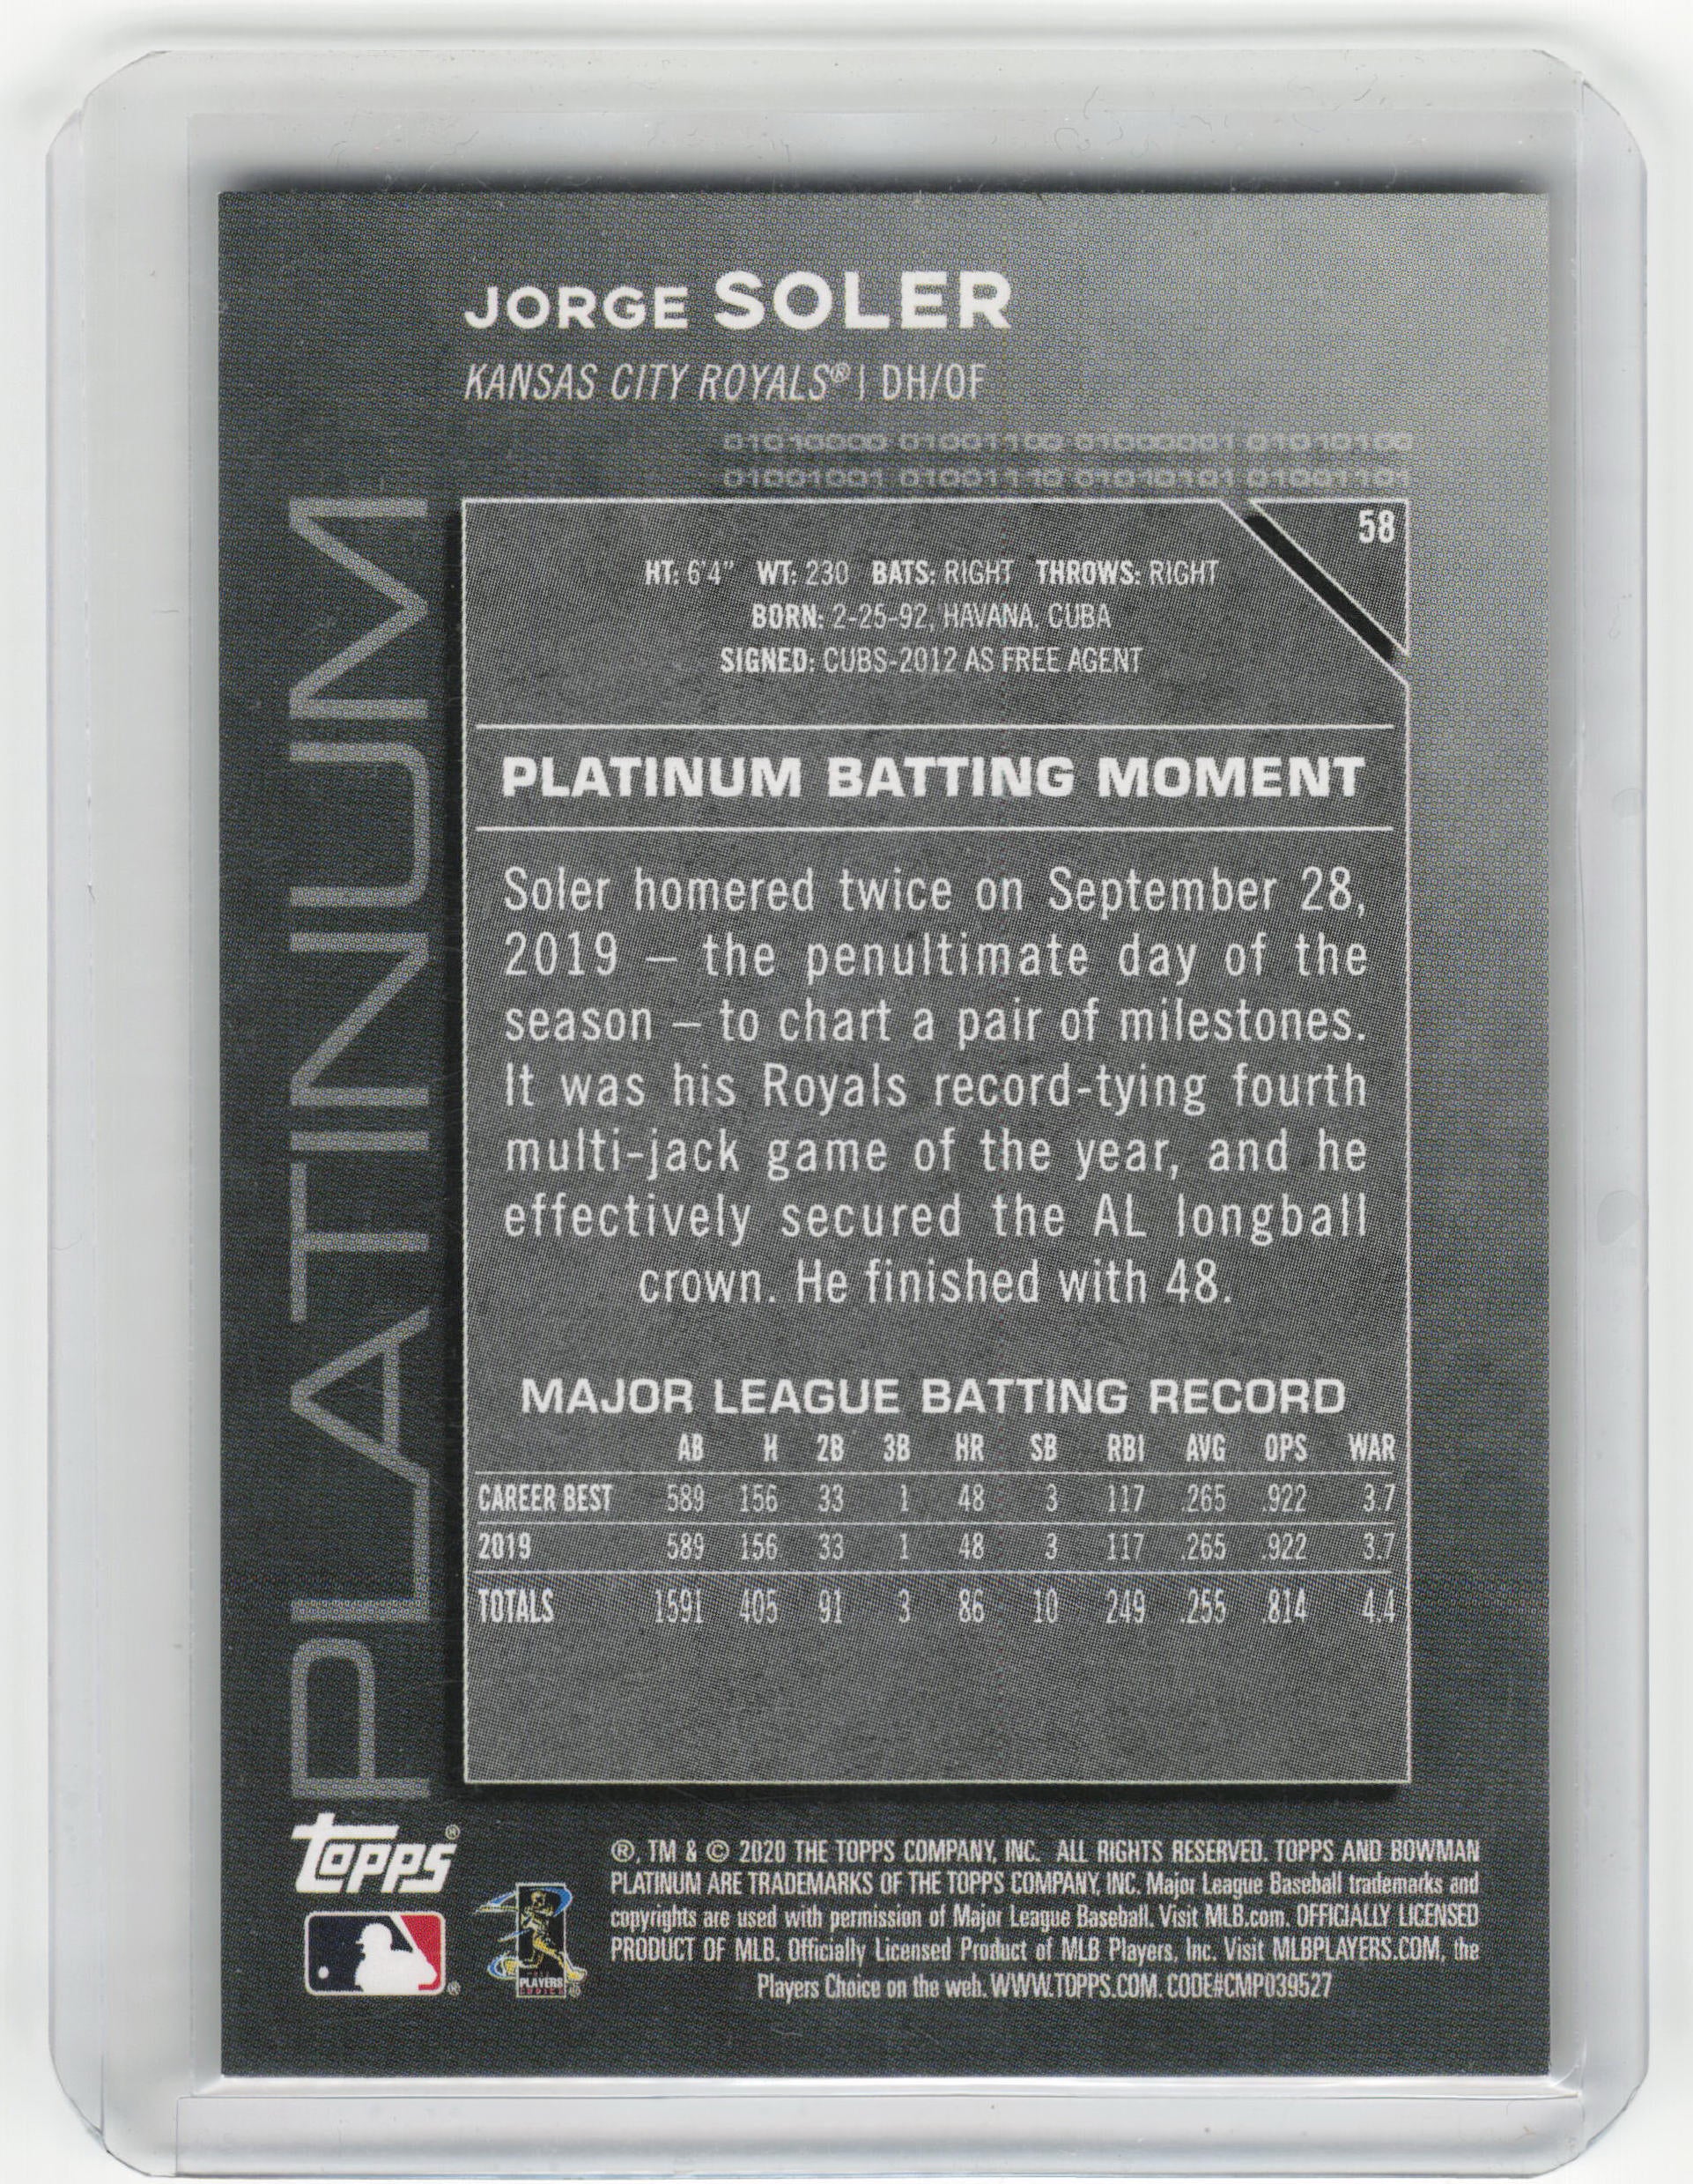 JORGE SOLER
KANSAS CITY ROYALS® | DH/OF
01010000 01001100 01000001 01010100
01001001 01001110 01010101 01001101
PLATINUM
58
HT: 6'4" WT: 230 BATS: RIGHT THROWS: RIGHT
BORN: 2-25-92, HAVANA, CUBA
SIGNED: CUBS-2012 AS FREE AGENT
PLATINUM BATTING MOMENT
Soler homered twice on September 28,
2019 – the penultimate day of the
season – to chart a pair of milestones.
It was his Royals record-tying fourth
multi-jack game of the year, and he
effectively secured the AL longball
crown. He finished with 48.
MAJOR LEAGUE BATTING RECORD
AB H 2B 3B HR SB RBI AVG OPS WAR
CAREER BEST 589 156 33 1 48 3 117 .265 .922 3.7
2019 589 156 33 1 48 3 117 .265 .922 3.7
TOTALS 1591 405 91 3 86 10 249 .255 .814 4.4
topps®
®, TM & © 2020 THE TOPPS COMPANY, INC. ALL RIGHTS RESERVED. TOPPS AND BOWMAN
PLATINUM ARE TRADEMARKS OF THE TOPPS COMPANY, INC. Major League Baseball trademarks and
copyrights are used with permission of Major League Baseball. Visit MLB.com. OFFICIALLY LICENSED
PRODUCT OF MLB. Officially Licensed Product of MLB Players, Inc. Visit MLBPLAYERS.COM, the
Players Choice on the web. WWW.TOPPS.COM. CODE#CMP039527
PLAYERS
CHOICE ®